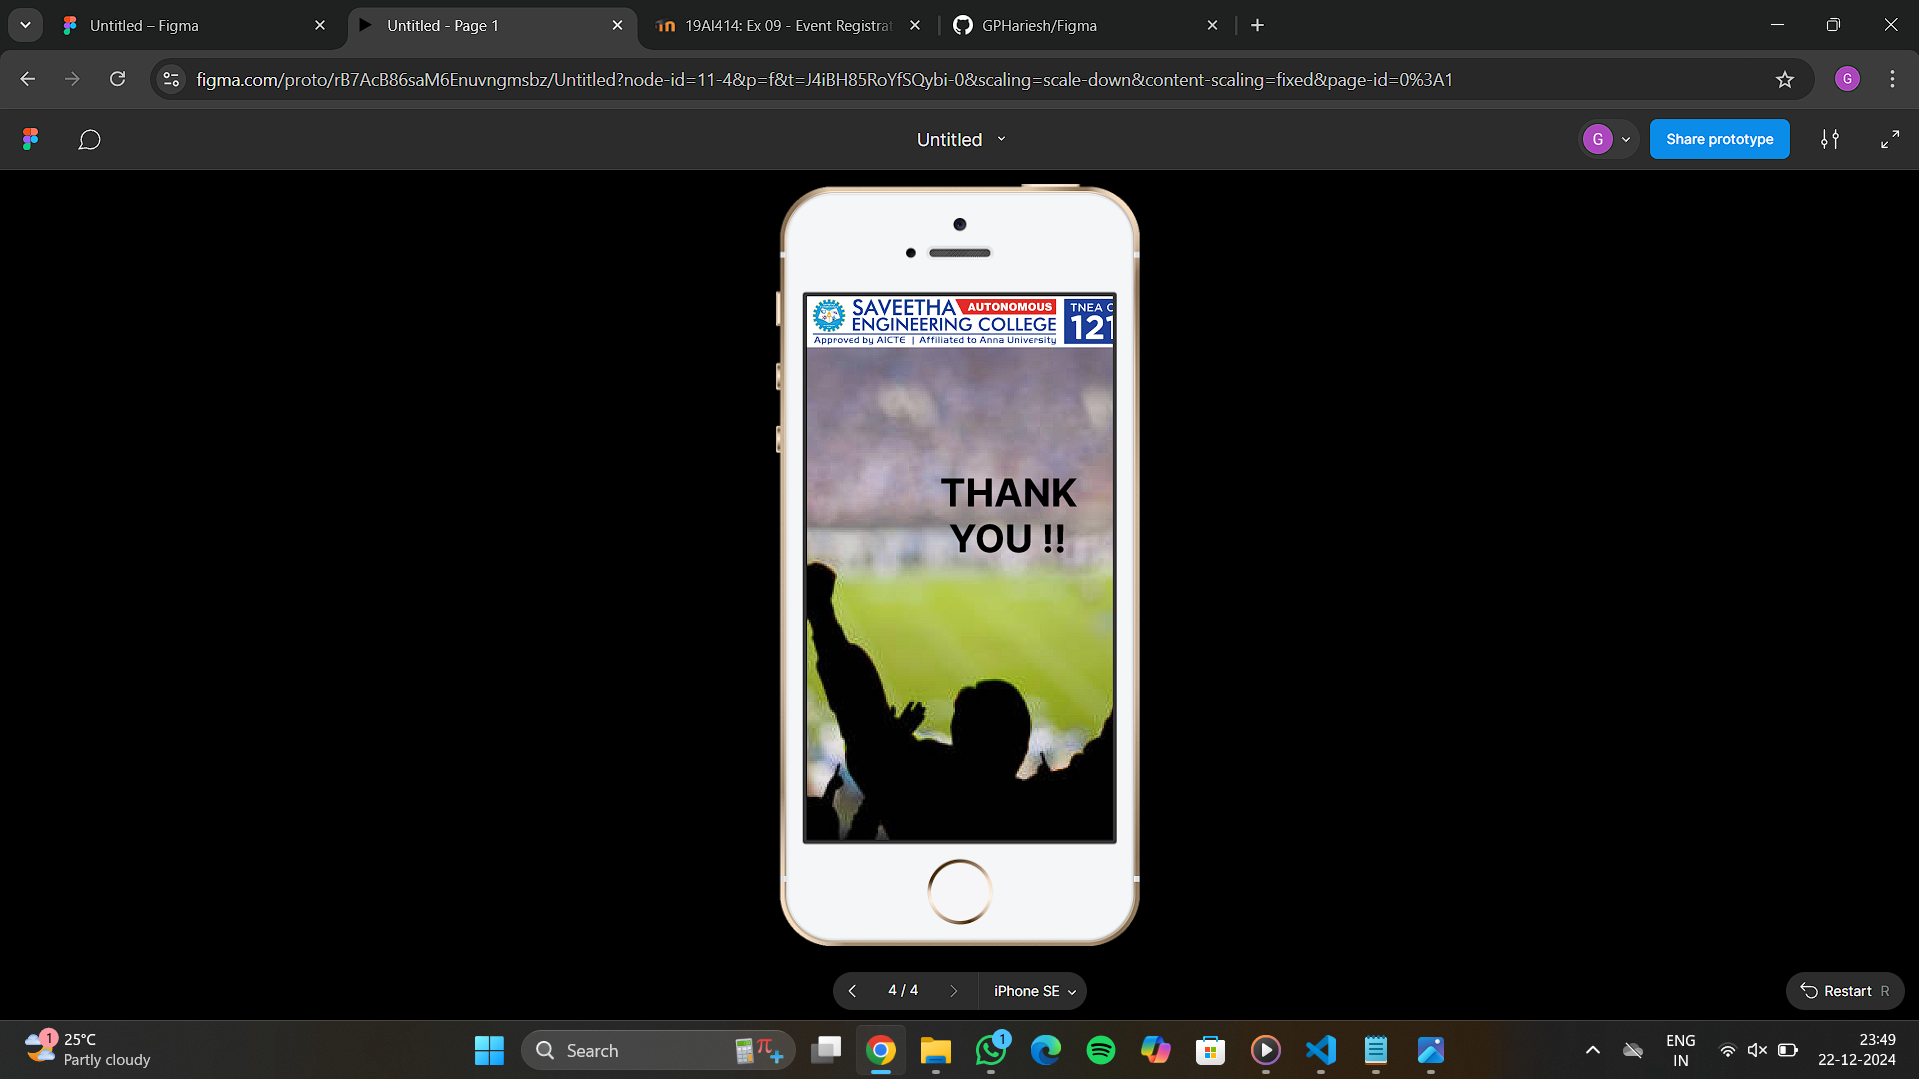 Untitled – Figma
Untitled - Page 1
19AI414: Ex 09 - Event Registrat
GPHariesh/Figma
figma.com/proto/rB7AcB86saM6Enuvngmsbz/Untitled?node-id=11-4&p=f&t=J4iBH85RoYfSQybi-0&scaling=scale-down&content-scaling=fixed&page-id=0%3A1
G
Untitled
G
Share prototype
SAVEETHA AUTONOMOUS
ENGINEERING COLLEGE
Approved by AICTE | Affiliated to Anna University
TNEA C
121
THANK
YOU !!
4 / 4
iPhone SE
Restart R
1
25°C
Partly cloudy
Search
1
ENG
IN
23:49
22-12-2024